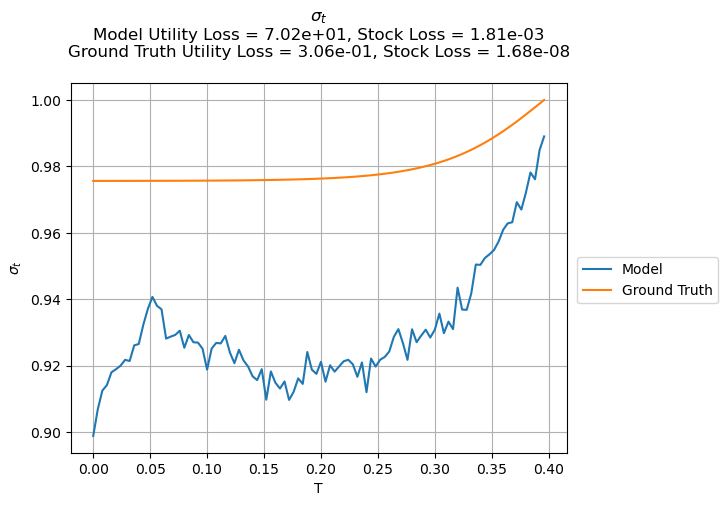 σₜ
Model Utility Loss = 7.02e+01, Stock Loss = 1.81e-03
Ground Truth Utility Loss = 3.06e-01, Stock Loss = 1.68e-08
1.00
0.98
0.96
0.94
0.92
0.90
σₜ
0.00 0.05 0.10 0.15 0.20 0.25 0.30 0.35 0.40
T
Model
Ground Truth